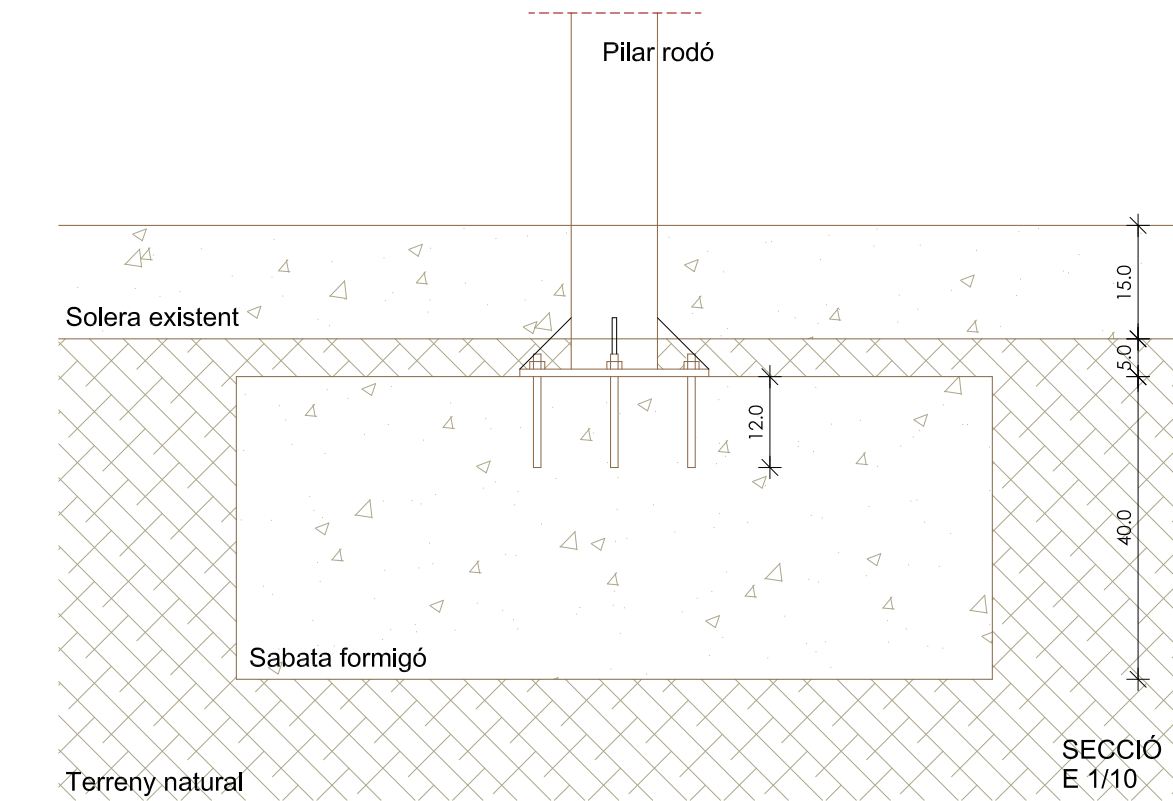 Pilar rodó
15.0
Solera existent
5.0
12.0
40.0
Sabata formigó
SECCIÓ
E 1/10
Terreny natural